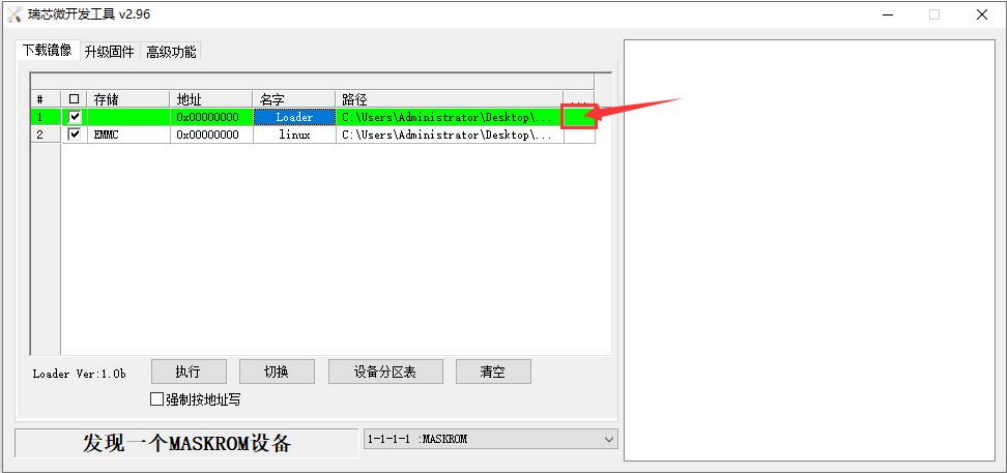 瑞芯微开发工具 v2.96
下载镜像 升级固件 高级功能
# 存储 地址 名字 路径 ...
1 0x00000000 Loader C:\Users\Administrator\Desktop\...
2 EMMC 0x00000000 linux C:\Users\Administrator\Desktop\...
Loader Ver:1.0b 执行 切换 设备分区表 清空
强制按地址写
发现一个MASKROM设备 1-1-1-1 :MASKROM